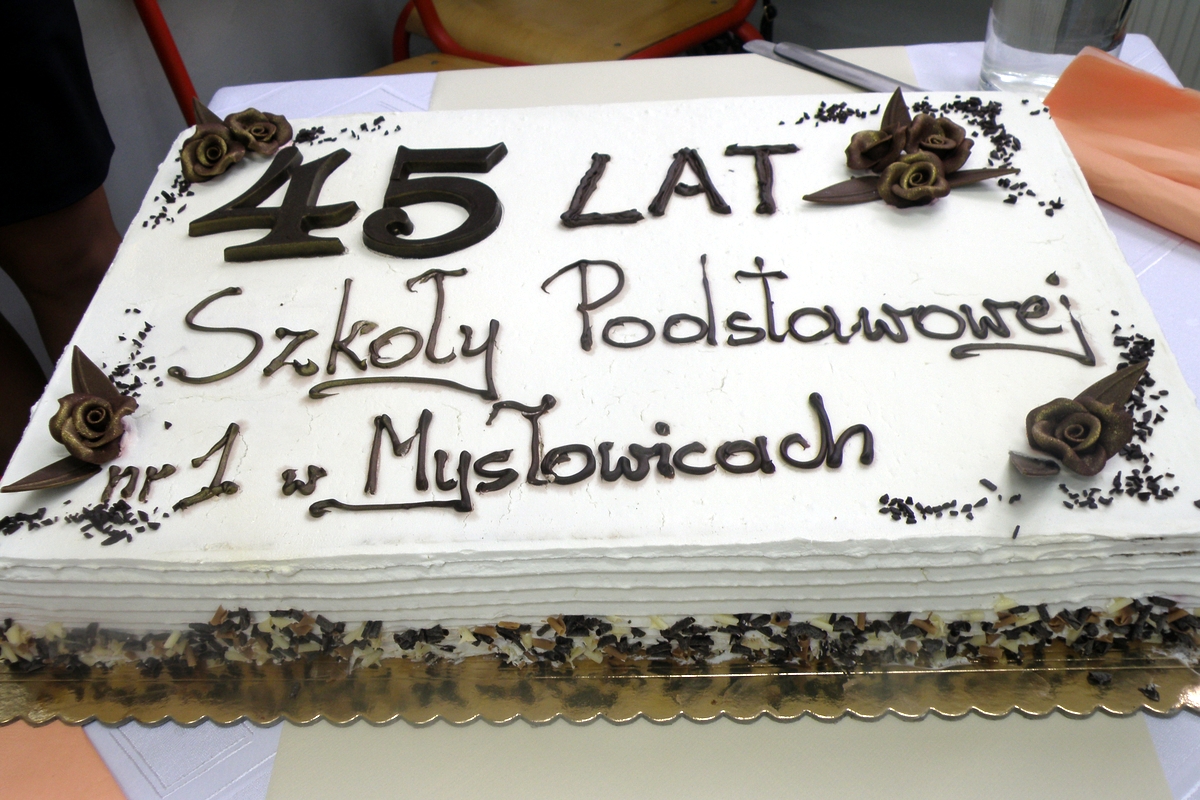 45 LAT
Szkoły Podstawowej
nr 1 w Mysłowicach